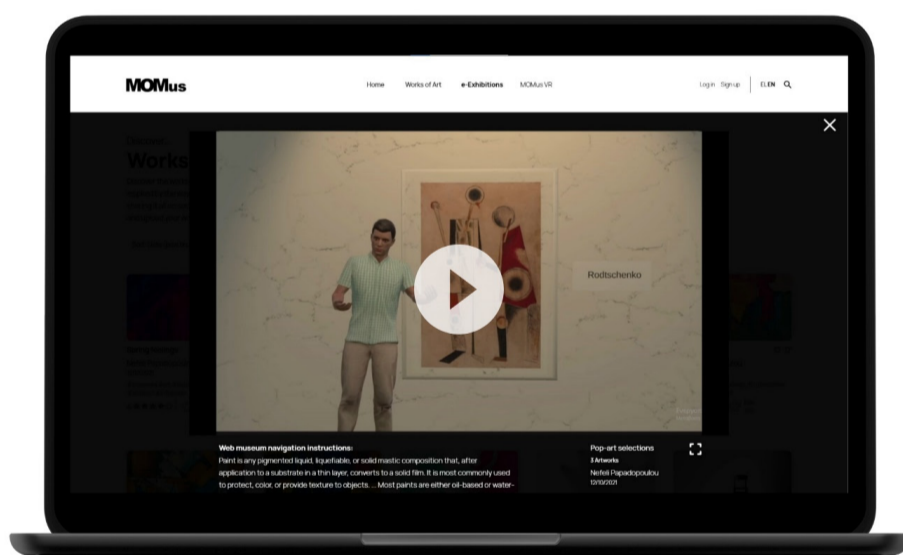 MOMus
Home Works of Art e-Exhibitions MOMus VR
Log in Sign up EL EN
Works
Rodtschenko
Web museum navigation instructions:
Paint is any pigmented liquid, liquefiable, or solid mastic composition that, after
application to a substrate in a thin layer, converts to a solid film. It is most commonly used
to protect, color, or provide texture to objects. ... Most paints are either oil-based or water-
Pop-art selections
3 Artworks
Nefeli Papadopoulou
13/10/2021